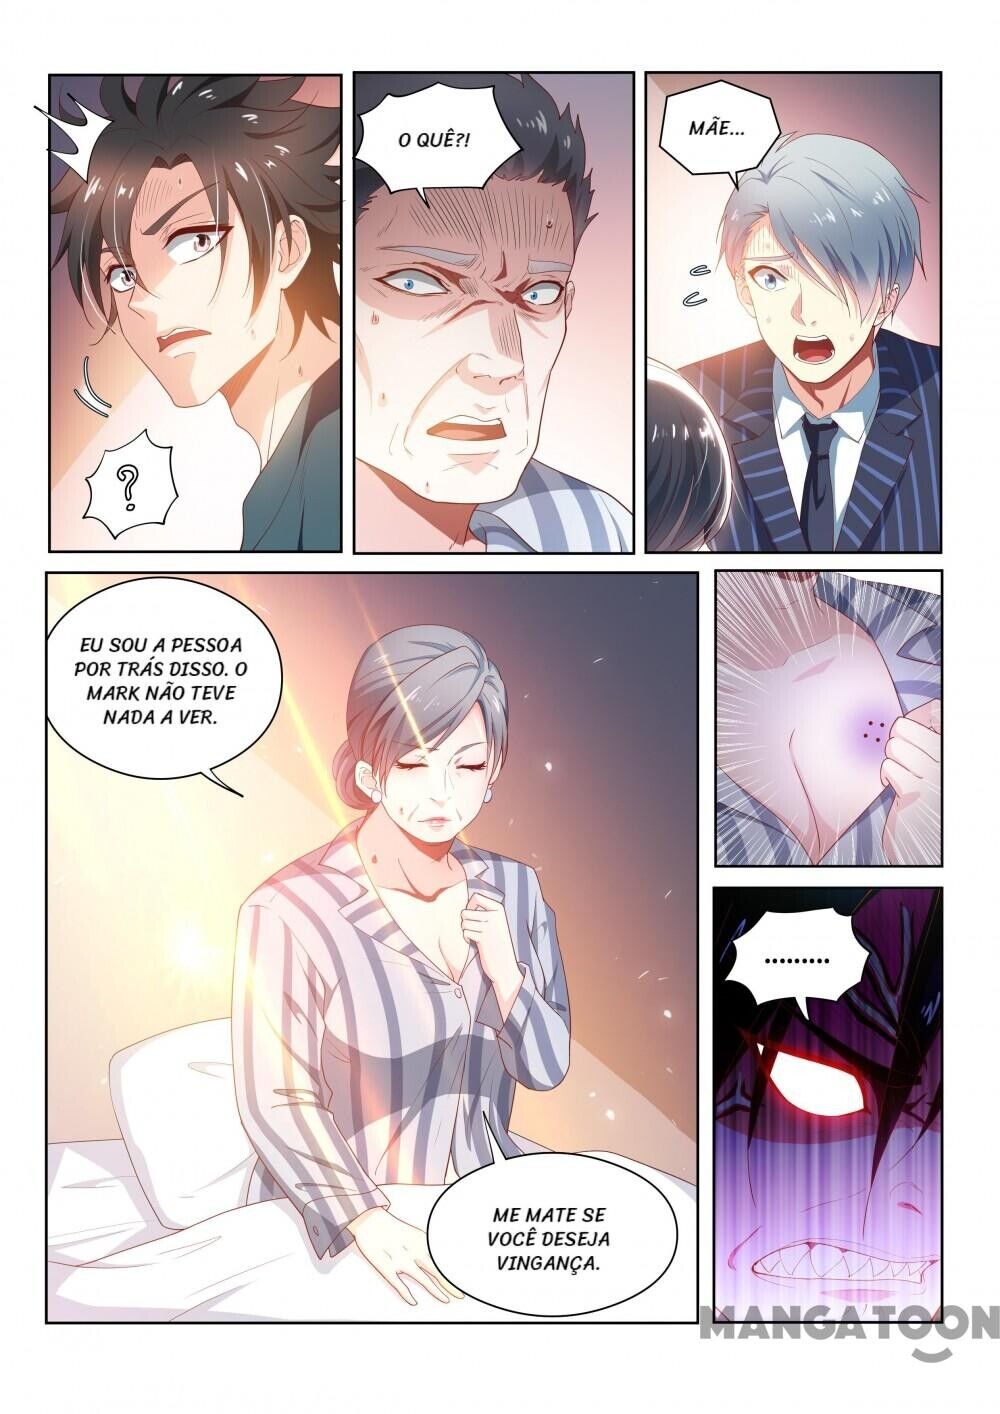 ?
O QUÊ?!
MÃE...
EU SOU A PESSOA
POR TRÁS DISSO. O
MARK NÃO TEVE
NADA A VER.
.........
ME MATE SE
VOCÊ DESEJA
VINGANÇA.
MANGATOON